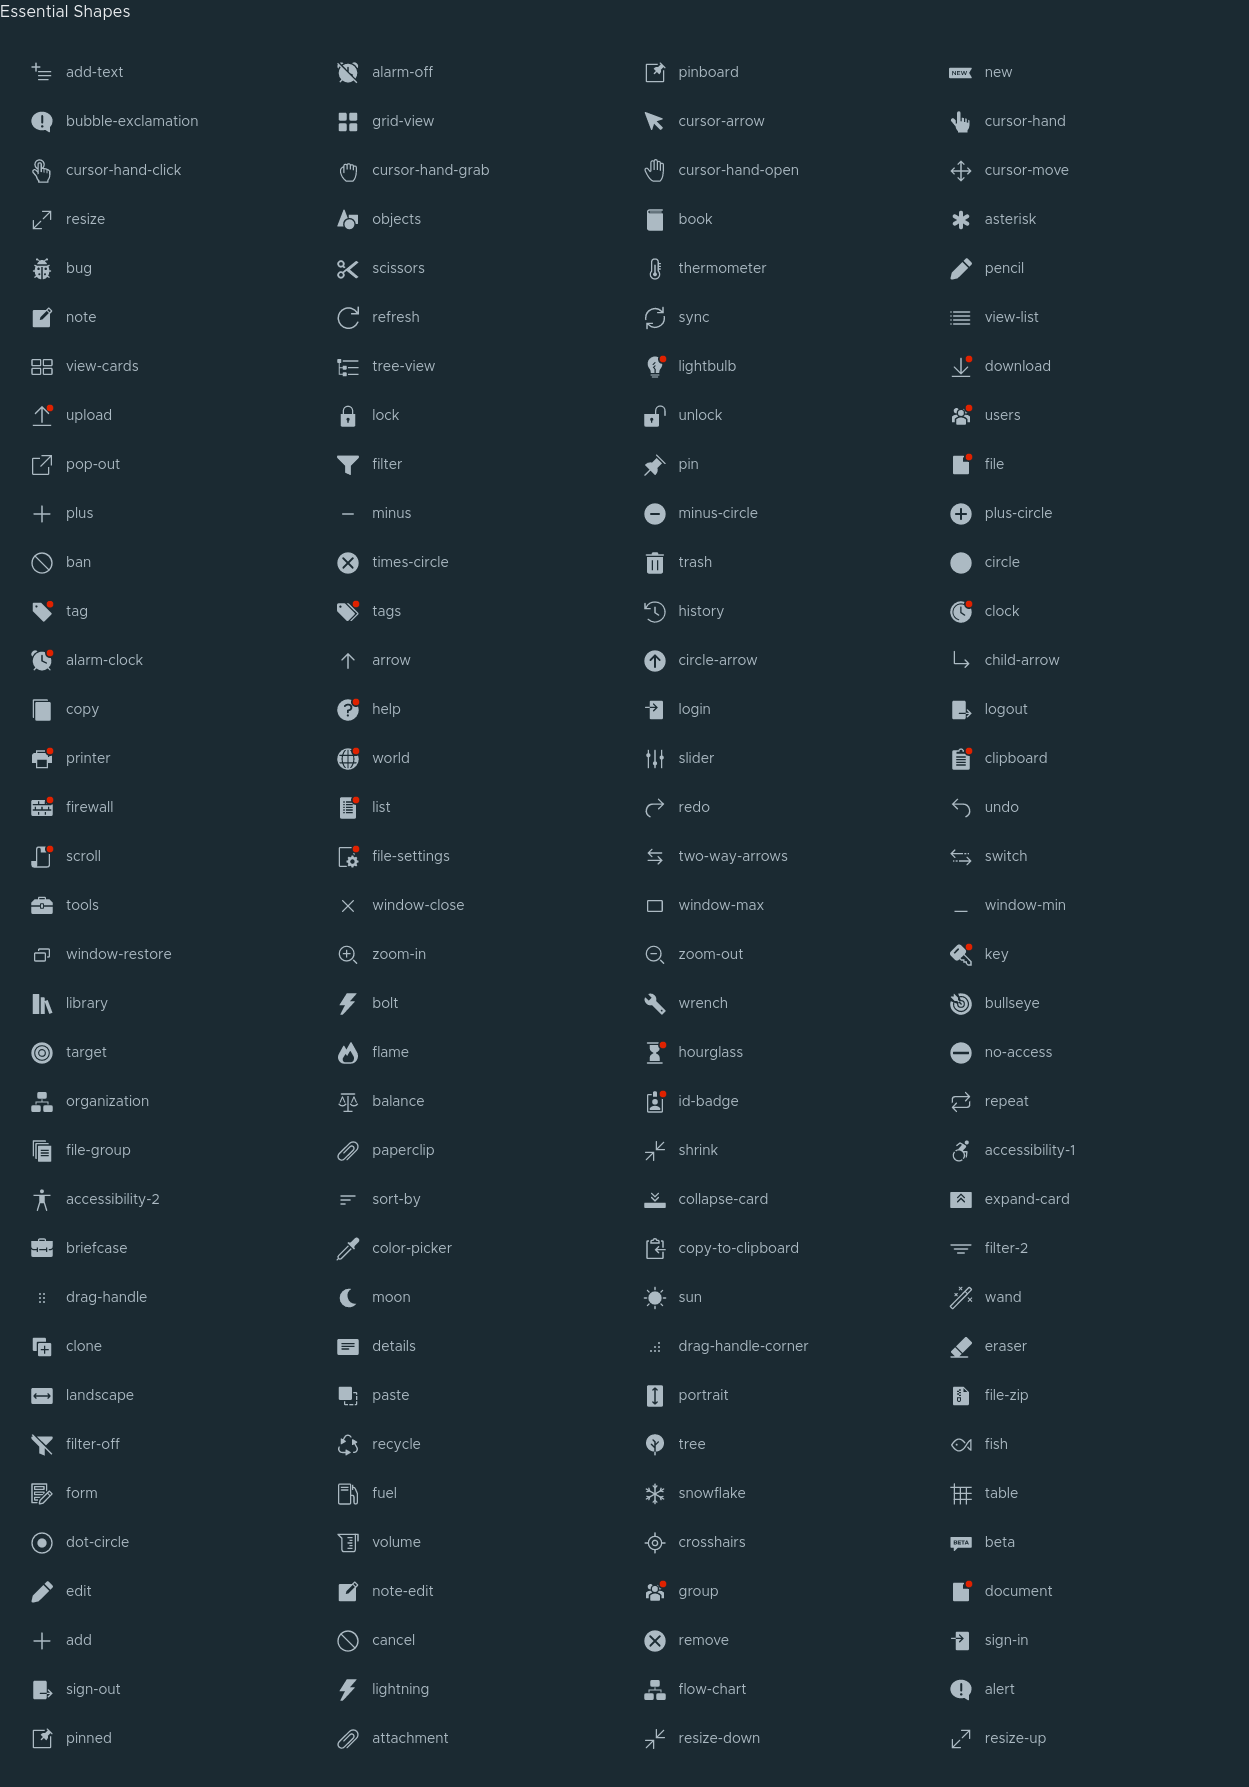 Essential Shapes
add-text alarm-off pinboard NEW new
bubble-exclamation grid-view cursor-arrow cursor-hand
cursor-hand-click cursor-hand-grab cursor-hand-open cursor-move
resize objects book asterisk
bug scissors thermometer pencil
note refresh sync view-list
view-cards tree-view lightbulb download
upload lock unlock users
pop-out filter pin file
plus minus minus-circle plus-circle
ban times-circle trash circle
tag tags history clock
alarm-clock arrow circle-arrow child-arrow
copy help login logout
printer world slider clipboard
firewall list redo undo
scroll file-settings two-way-arrows switch
tools window-close window-max window-min
window-restore zoom-in zoom-out key
library bolt wrench bullseye
target flame hourglass no-access
organization balance id-badge repeat
file-group paperclip shrink accessibility-1
accessibility-2 sort-by collapse-card expand-card
briefcase color-picker copy-to-clipboard filter-2
drag-handle moon sun wand
clone details drag-handle-corner eraser
landscape paste portrait file-zip
filter-off recycle tree fish
form fuel snowflake table
dot-circle volume crosshairs BETA beta
edit note-edit group document
add cancel remove sign-in
sign-out lightning flow-chart alert
pinned attachment resize-down resize-up